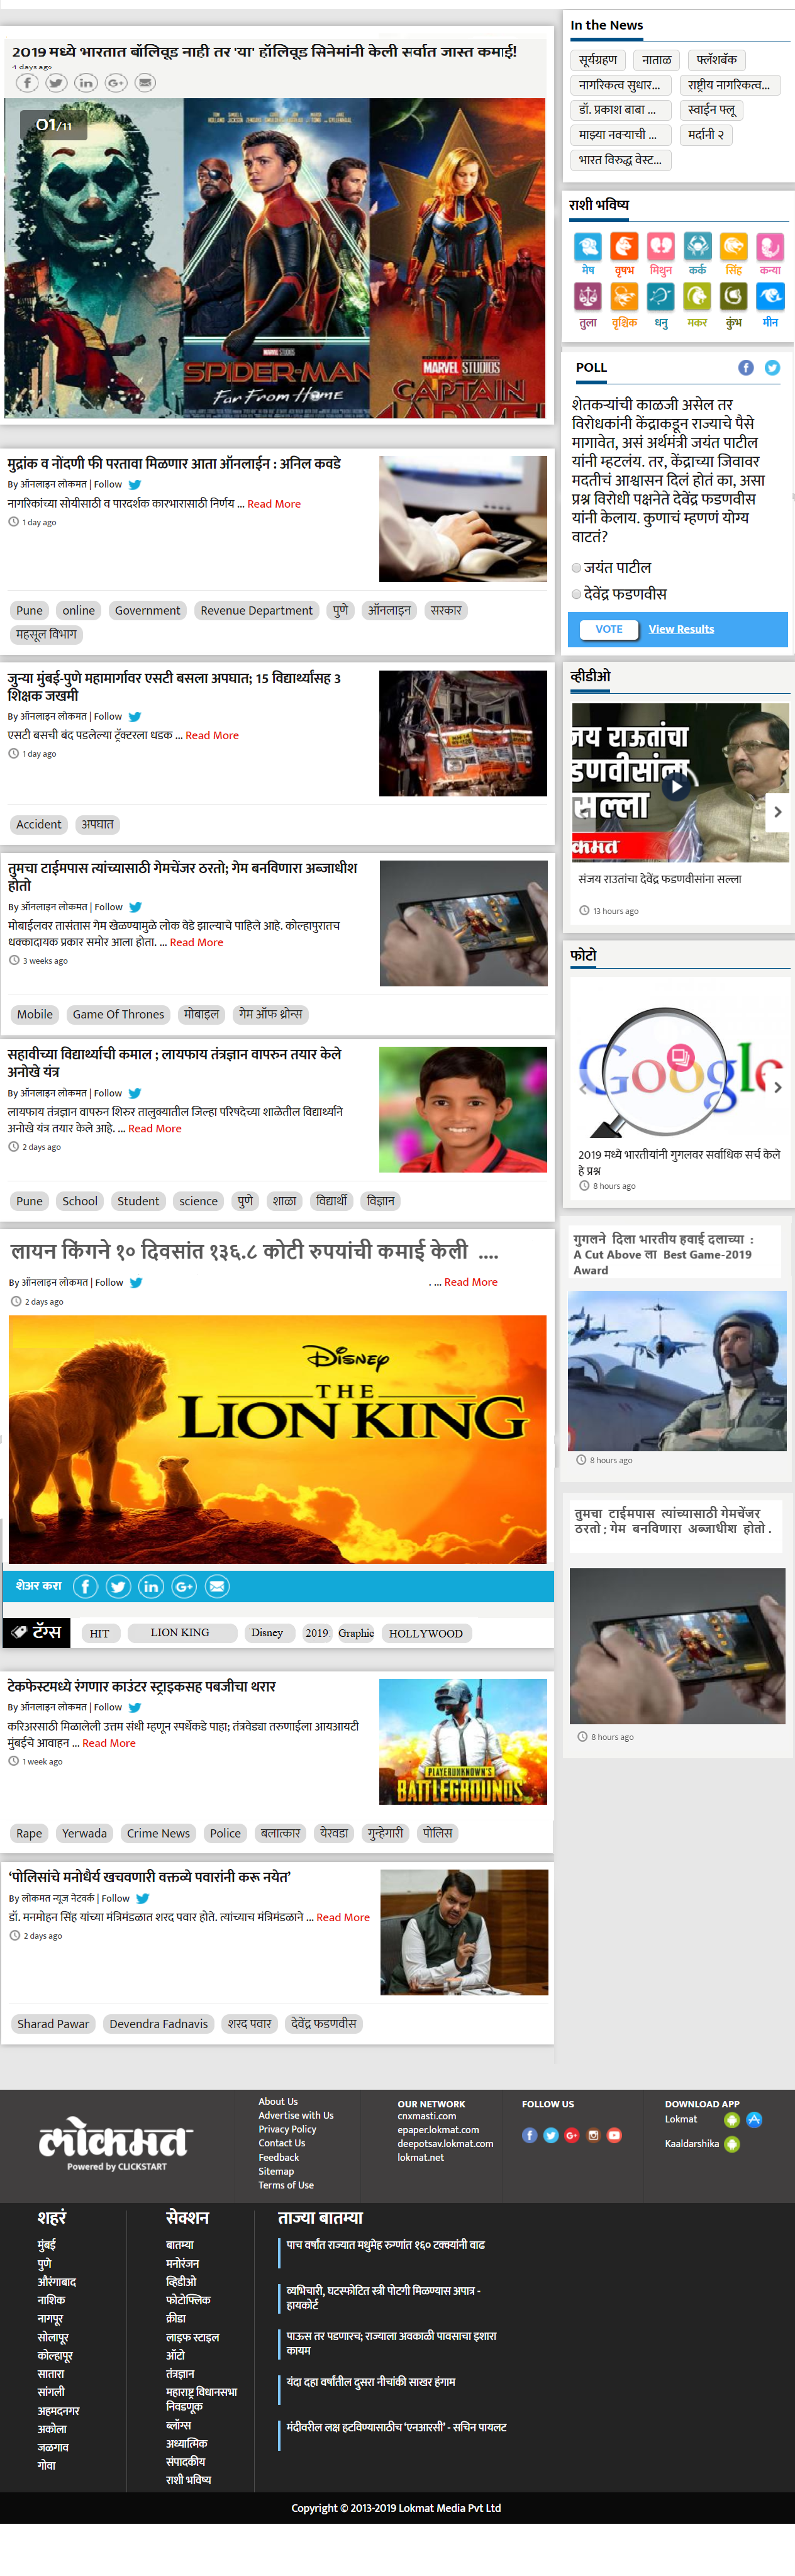 2019 मध्ये भारतात बॉलिवूड नाही तर 'या' हॉलिवूड सिनेमांनी केली सर्वात जास्त कमाई!
4 days ago
01/11
MARVEL STUDIOS
SPIDER-MAN
Far From Home
MARVEL STUDIOS
CAPTAIN
मुद्रांक व नोंदणी फी परतावा मिळणार आता ऑनलाईन : अनिल कवडे
By ऑनलाइन लोकमत | Follow
नागरिकांच्या सोयीसाठी व पारदर्शक कारभारासाठी निर्णय ... Read More
1 day ago
Pune online Government Revenue Department पुणे ऑनलाइन सरकार
महसूल विभाग
जुन्या मुंबई-पुणे महामार्गावर एसटी बसला अपघात; 15 विद्यार्थ्यांसह 3
शिक्षक जखमी
By ऑनलाइन लोकमत | Follow
एसटी बसची बंद पडलेल्या ट्रॅक्टरला धडक ... Read More
1 day ago
Accident अपघात
तुमचा टाईमपास त्यांच्यासाठी गेमचेंजर ठरतो; गेम बनविणारा अब्जाधीश
होतो
By ऑनलाइन लोकमत | Follow
मोबाईलवर तासंतास गेम खेळण्यामुळे लोक वेडे झाल्याचे पाहिले आहे. कोल्हापुरातच
धक्कादायक प्रकार समोर आला होता. ... Read More
3 weeks ago
Mobile Game Of Thrones मोबाइल गेम ऑफ थ्रोन्स
सहावीच्या विद्यार्थ्याची कमाल ; लायफाय तंत्रज्ञान वापरुन तयार केले
अनोखे यंत्र
By ऑनलाइन लोकमत | Follow
लायफाय तंत्रज्ञान वापरुन शिरुर तालुक्यातील जिल्हा परिषदेच्या शाळेतील विद्यार्थ्याने
अनोखे यंत्र तयार केले आहे. ... Read More
2 days ago
Pune School Student science पुणे शाळा विद्यार्थी विज्ञान
लायन किंगने १० दिवसांत १३६.८ कोटी रुपयांची कमाई केली ....
By ऑनलाइन लोकमत | Follow
. ... Read More
2 days ago
Disney
THE
LION KING
शेअर करा
टॅग्स HIT LION KING Disney 2019 Graphic HOLLYWOOD
टेकफेस्टमध्ये रंगणार काउंटर स्ट्राइकसह पबजीचा थरार
By ऑनलाइन लोकमत | Follow
करिअरसाठी मिळालेली उत्तम संधी म्हणून स्पर्धेकडे पाहा; तंत्रवेड्या तरुणाईला आयआयटी
मुंबईचे आवाहन ... Read More
1 week ago
PLAYERUNKNOWN'S
BATTLEGROUNDS
Rape Yerwada Crime News Police बलात्कार येरवडा गुन्हेगारी पोलिस
‘पोलिसांचे मनोधैर्य खचवणारी वक्तव्ये पवारांनी करू नयेत’
By लोकमत न्यूज नेटवर्क | Follow
डॉ. मनमोहन सिंह यांच्या मंत्रिमंडळात शरद पवार होते. त्यांच्याच मंत्रिमंडळाने ... Read More
2 days ago
Sharad Pawar Devendra Fadnavis शरद पवार देवेंद्र फडणवीस
In the News
सूर्यग्रहण नाताळ फ्लॅशबॅक
नागरिकत्व सुधार... राष्ट्रीय नागरिकत्व...
डॉ. प्रकाश बाबा ... स्वाईन फ्लू
माझ्या नवऱ्याची ... मर्दानी २
भारत विरुद्ध वेस्ट...
राशी भविष्य
मेष वृषभ मिथुन कर्क सिंह कन्या
तुला वृश्चिक धनु मकर कुंभ मीन
POLL
शेतकऱ्यांची काळजी असेल तर
विरोधकांनी केंद्राकडून राज्याचे पैसे
मागावेत, असं अर्थमंत्री जयंत पाटील
यांनी म्हटलंय. तर, केंद्राच्या जिवावर
मदतीचं आश्वासन दिलं होतं का, असा
प्रश्न विरोधी पक्षनेते देवेंद्र फडणवीस
यांनी केलाय. कुणाचं म्हणणं योग्य
वाटतं?
जयंत पाटील
देवेंद्र फडणवीस
VOTE View Results
व्हीडीओ
जय राऊतांचा
डणवीसांना
सल्ला
कमत
संजय राउतांचा देवेंद्र फडणवीसांना सल्ला
13 hours ago
फोटो
Google
2019 मध्ये भारतीयांनी गुगलवर सर्वाधिक सर्च केले
हे प्रश्न
8 hours ago
गुगलने दिला भारतीय हवाई दलाच्या :
A Cut Above ला Best Game-2019
Award
8 hours ago
तुमचा टाईमपास त्यांच्यासाठी गेमचेंजर
ठरतो ; गेम बनविणारा अब्जाधीश होतो .
8 hours ago
लोकमत
Powered by CLICKSTART
About Us
Advertise with Us
Privacy Policy
Contact Us
Feedback
Sitemap
Terms of Use
OUR NETWORK
cnxmasti.com
epaper.lokmat.com
deepotsav.lokmat.com
lokmat.net
FOLLOW US
DOWNLOAD APP
Lokmat
Kaaldarshika
शहरं
मुंबई
पुणे
औरंगाबाद
नाशिक
नागपूर
सोलापूर
कोल्हापूर
सातारा
सांगली
अहमदनगर
अकोला
जळगाव
गोवा
सेक्शन
बातम्या
मनोरंजन
व्हिडीओ
फोटोफ्लिक
क्रीडा
लाइफ स्टाइल
ऑटो
तंत्रज्ञान
महाराष्ट्र विधानसभा
निवडणूक
ब्लॉग्स
अध्यात्मिक
संपादकीय
राशी भविष्य
ताज्या बातम्या
पाच वर्षांत राज्यात मधुमेह रुग्णांत १६० टक्क्यांनी वाढ
व्यभिचारी, घटस्फोटित स्त्री पोटगी मिळण्यास अपात्र -
हायकोर्ट
पाऊस तर पडणारच; राज्याला अवकाळी पावसाचा इशारा
कायम
यंदा दहा वर्षातील दुसरा नीचांकी साखर हंगाम
मंदीवरील लक्ष हटविण्यासाठीच ‘एनआरसी’ - सचिन पायलट
Copyright © 2013-2019 Lokmat Media Pvt Ltd